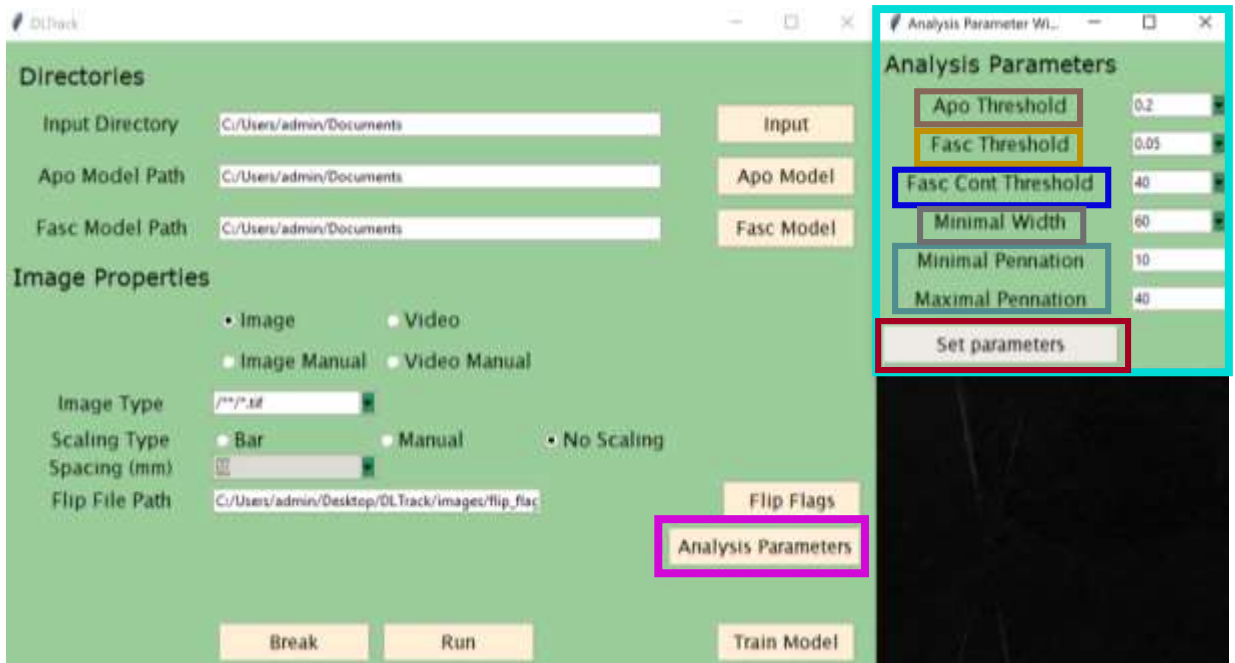 DLTrack
Directories
Input Directory C:/Users/admin/Documents Input
Apo Model Path C:/Users/admin/Documents Apo Model
Fasc Model Path C:/Users/admin/Documents Fasc Model
Image Properties
Image Video
Image Manual Video Manual
Image Type /**/*.tif
Scaling Type Bar Manual No Scaling
Spacing (mm)
Flip File Path C:/Users/admin/Desktop/DLTrack/images/flip_flag Flip Flags
Analysis Parameters
Break Run Train Model
Analysis Parameter Wi...
Analysis Parameters
Apo Threshold 0.2
Fasc Threshold 0.05
Fasc Cont Threshold 40
Minimal Width 60
Minimal Pennation 10
Maximal Pennation 40
Set parameters